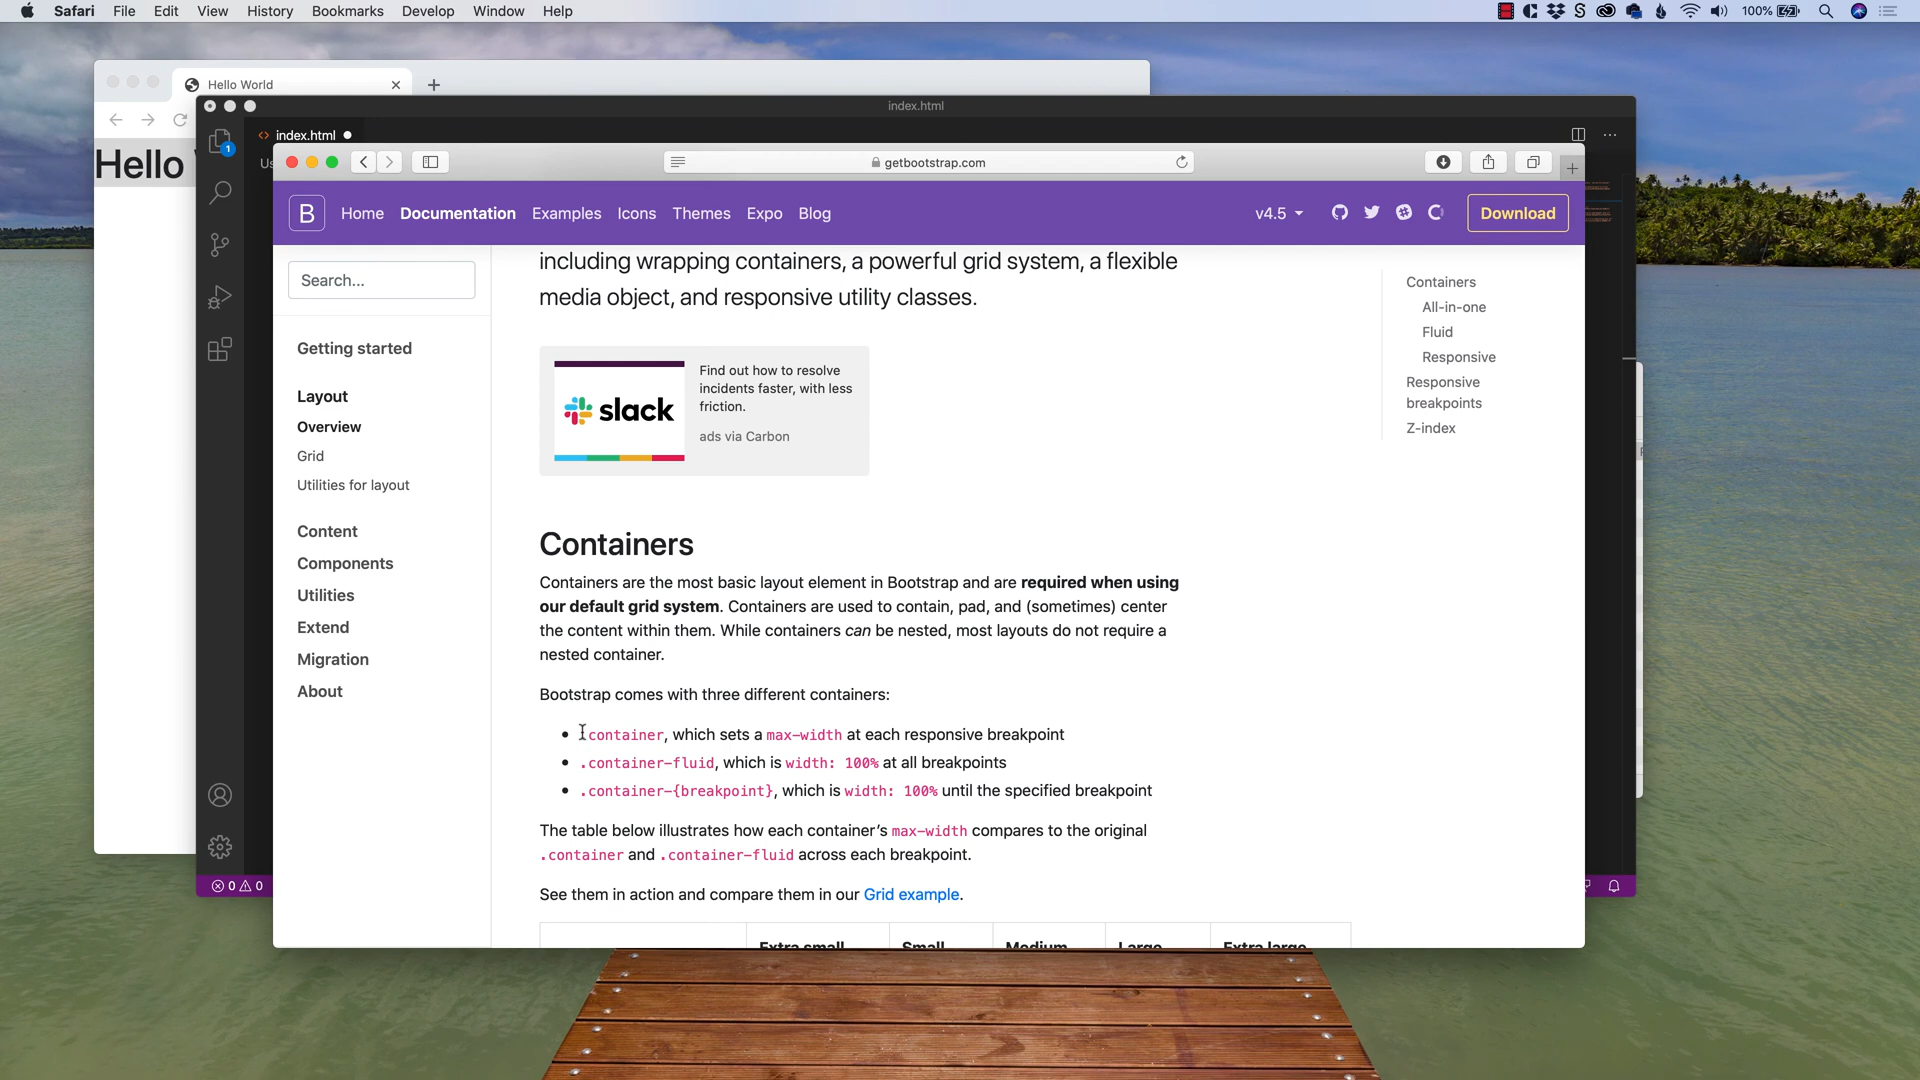 Safari File Edit View History Bookmarks Develop Window Help
100%
Hello World
index.html
index.html
Hello
Us
1
getbootstrap.com
B Home Documentation Examples Icons Themes Expo Blog
v4.5
Download
Search...
Getting started
Layout
Overview
Grid
Utilities for layout
Content
Components
Utilities
Extend
Migration
About
including wrapping containers, a powerful grid system, a flexible
media object, and responsive utility classes.
slack
Find out how to resolve
incidents faster, with less
friction.
ads via Carbon
Containers
Containers are the most basic layout element in Bootstrap and are required when using
our default grid system. Containers are used to contain, pad, and (sometimes) center
the content within them. While containers can be nested, most layouts do not require a
nested container.
Bootstrap comes with three different containers:
.container, which sets a max-width at each responsive breakpoint
.container-fluid, which is width: 100% at all breakpoints
.container-{breakpoint}, which is width: 100% until the specified breakpoint
The table below illustrates how each container's max-width compares to the original
.container and .container-fluid across each breakpoint.
See them in action and compare them in our Grid example.
Extra small Small Medium Large Extra large
Containers
All-in-one
Fluid
Responsive
Responsive
breakpoints
Z-index
0 0